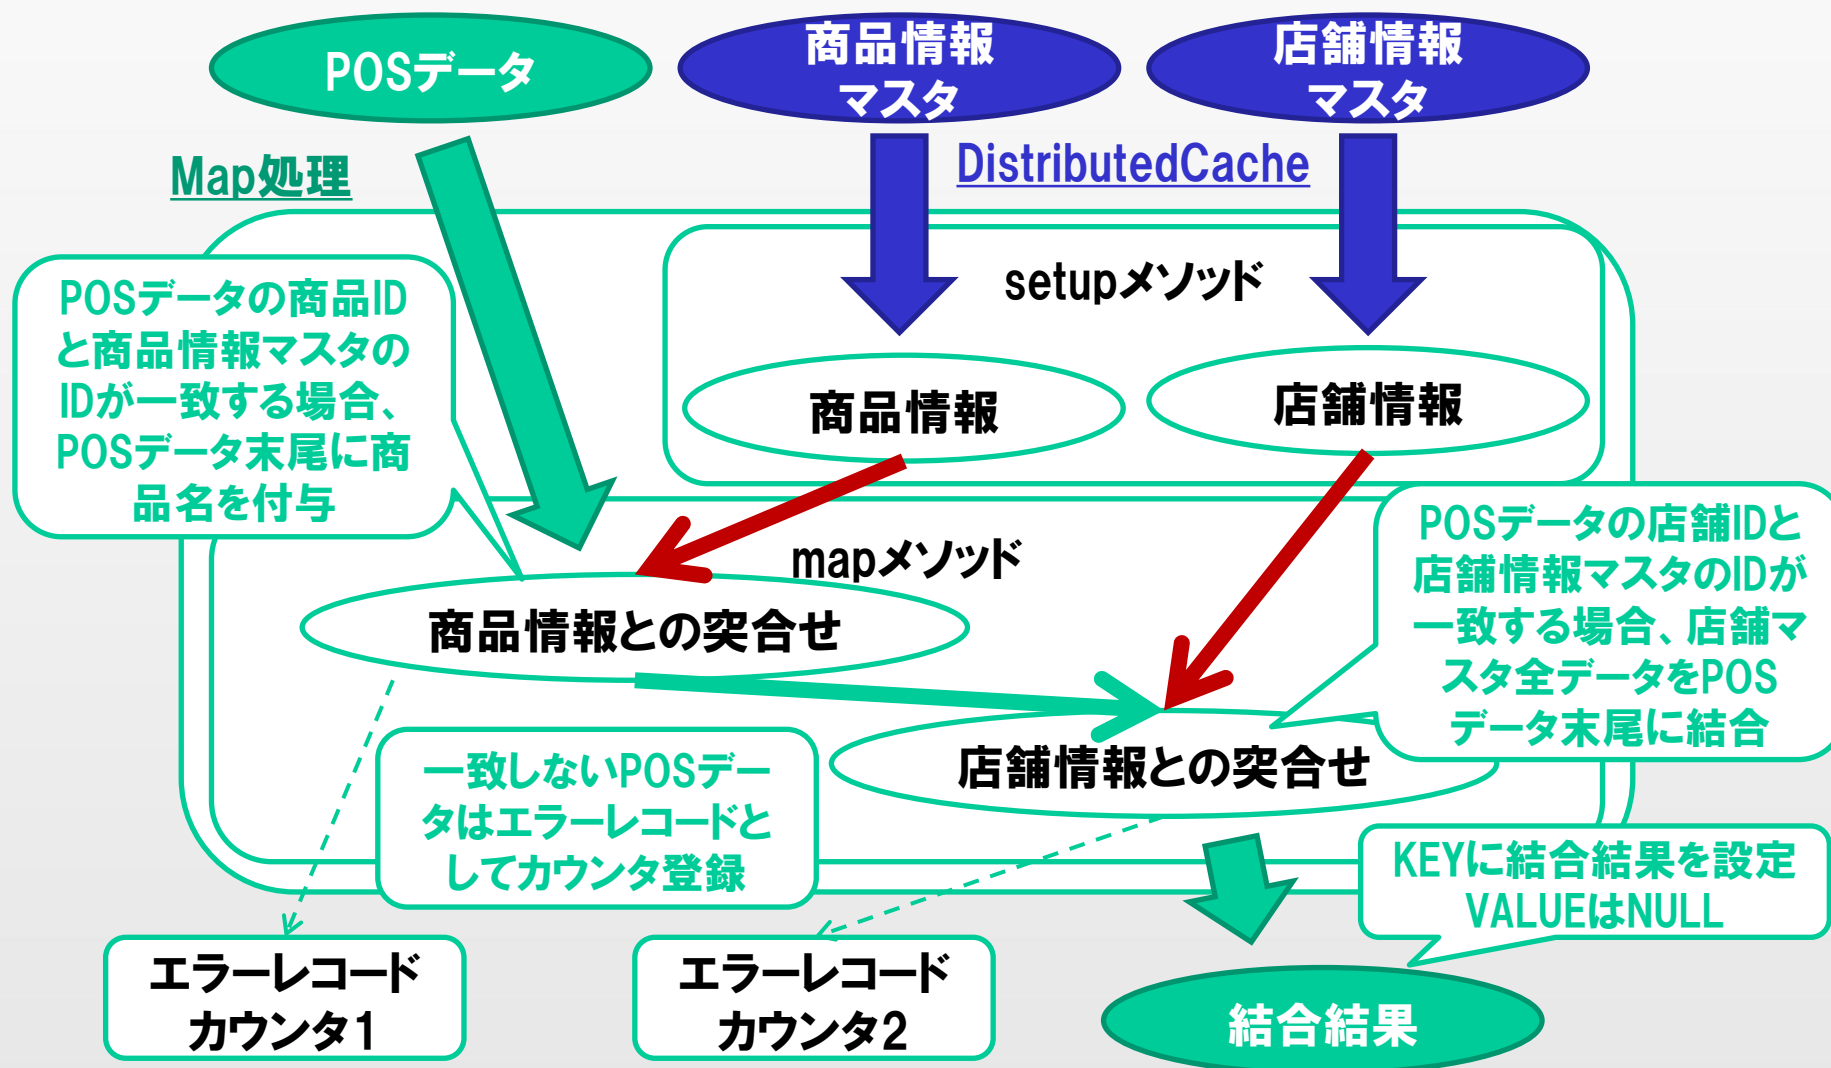 POSデータ
商品情報
マスタ
店舗情報
マスタ
Map処理
DistributedCache
setupメソッド
POSデータの商品ID
と商品情報マスタの
IDが一致する場合、
POSデータ末尾に商
品名を付与
商品情報
店舗情報
mapメソッド
POSデータの店舗IDと
店舗情報マスタのIDが
一致する場合、店舗マ
スタ全データをPOS
データ末尾に結合
商品情報との突合せ
店舗情報との突合せ
一致しないPOSデー
タはエラーレコードと
してカウンタ登録
KEYに結合結果を設定
VALUEはNULL
エラーレコード
カウンタ1
エラーレコード
カウンタ2
結合結果